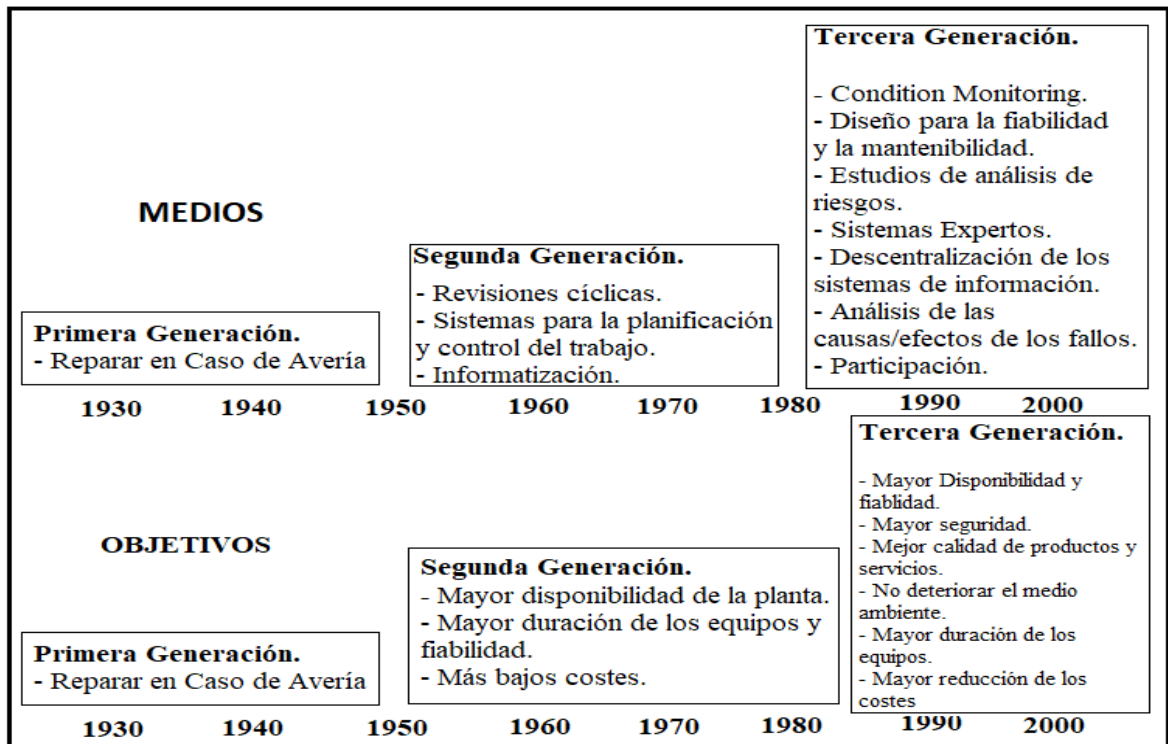 MEDIOS
Primera Generación.
- Reparar en Caso de Avería
Segunda Generación.
- Revisiones cíclicas.
- Sistemas para la planificación
y control del trabajo.
- Informatización.
Tercera Generación.
- Condition Monitoring.
- Diseño para la fiabilidad
y la mantenibilidad.
- Estudios de análisis de
riesgos.
- Sistemas Expertos.
- Descentralización de los
sistemas de información.
- Análisis de las
causas/efectos de los fallos.
- Participación.
1930 1940 1950 1960 1970 1980 1990 2000
OBJETIVOS
Primera Generación.
- Reparar en Caso de Avería
Segunda Generación.
- Mayor disponibilidad de la planta.
- Mayor duración de los equipos y
fiabilidad.
- Más bajos costes.
Tercera Generación.
- Mayor Disponibilidad y
fiablidad.
- Mayor seguridad.
- Mejor calidad de productos y
servicios.
- No deteriorar el medio
ambiente.
- Mayor duración de los
equipos.
- Mayor reducción de los
costes
1930 1940 1950 1960 1970 1980 1990 2000